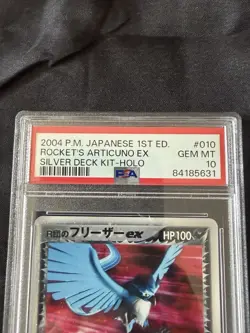 2004 P.M. JAPANESE 1ST ED. #010
ROCKET'S ARTICUNO EX GEM MT
SILVER DECK KIT-HOLO 10
PSA 84185631
R団のフリーザーex HP100